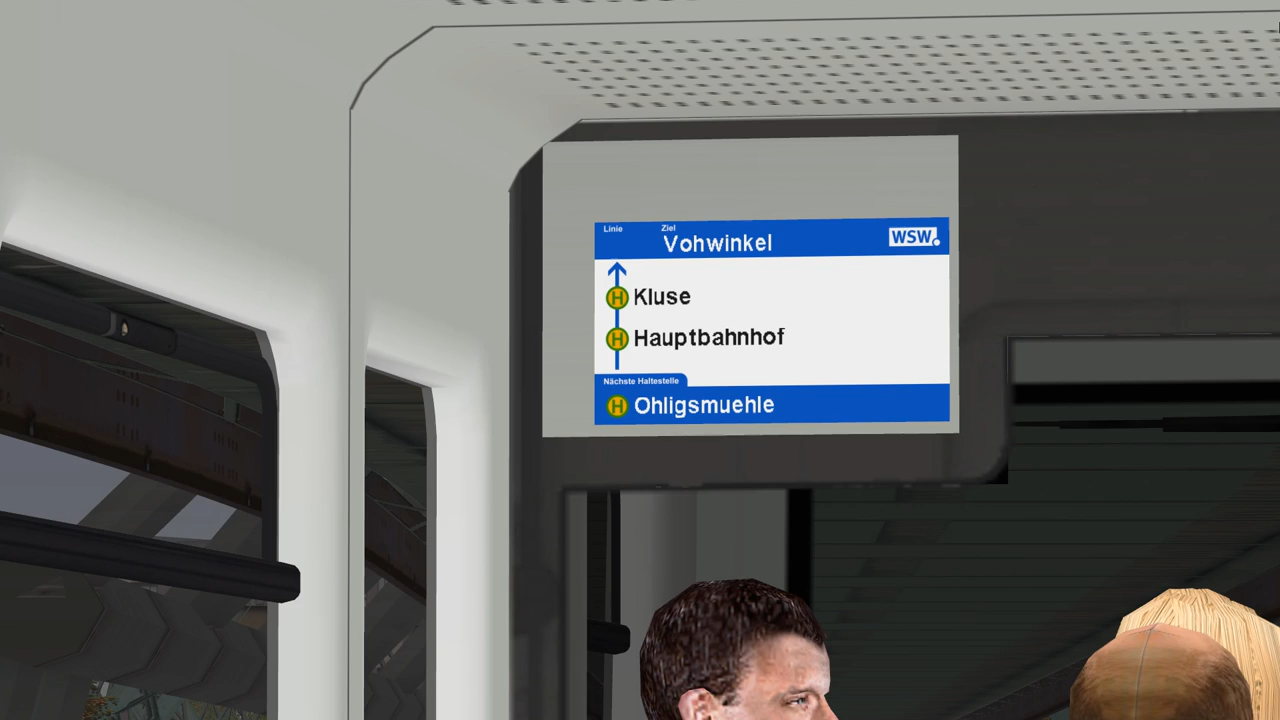 Linie Ziel
Vohwinkel
WSW.
H Kluse
H Hauptbahnhof
Nächste Haltestelle
H Ohligsmuehle